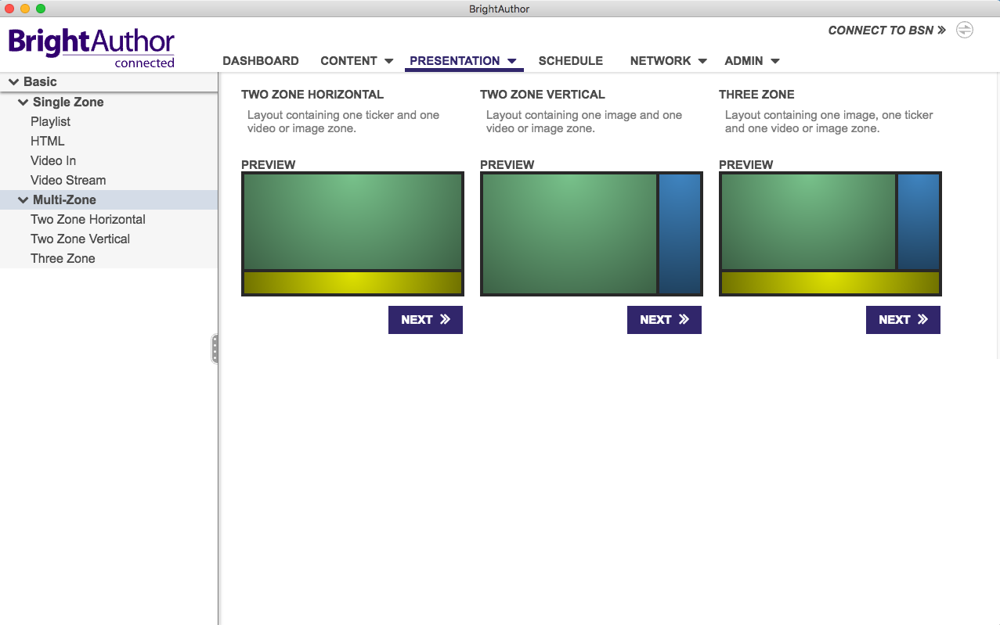 BrightAuthor
BrightAuthor
connected
CONNECT TO BSN
DASHBOARD CONTENT PRESENTATION SCHEDULE NETWORK ADMIN
Basic
Single Zone
Playlist
HTML
Video In
Video Stream
Multi-Zone
Two Zone Horizontal
Two Zone Vertical
Three Zone
TWO ZONE HORIZONTAL
Layout containing one ticker and one
video or image zone.
PREVIEW
NEXT
TWO ZONE VERTICAL
Layout containing one image and one
video or image zone.
PREVIEW
NEXT
THREE ZONE
Layout containing one image, one ticker
and one video or image zone.
PREVIEW
NEXT